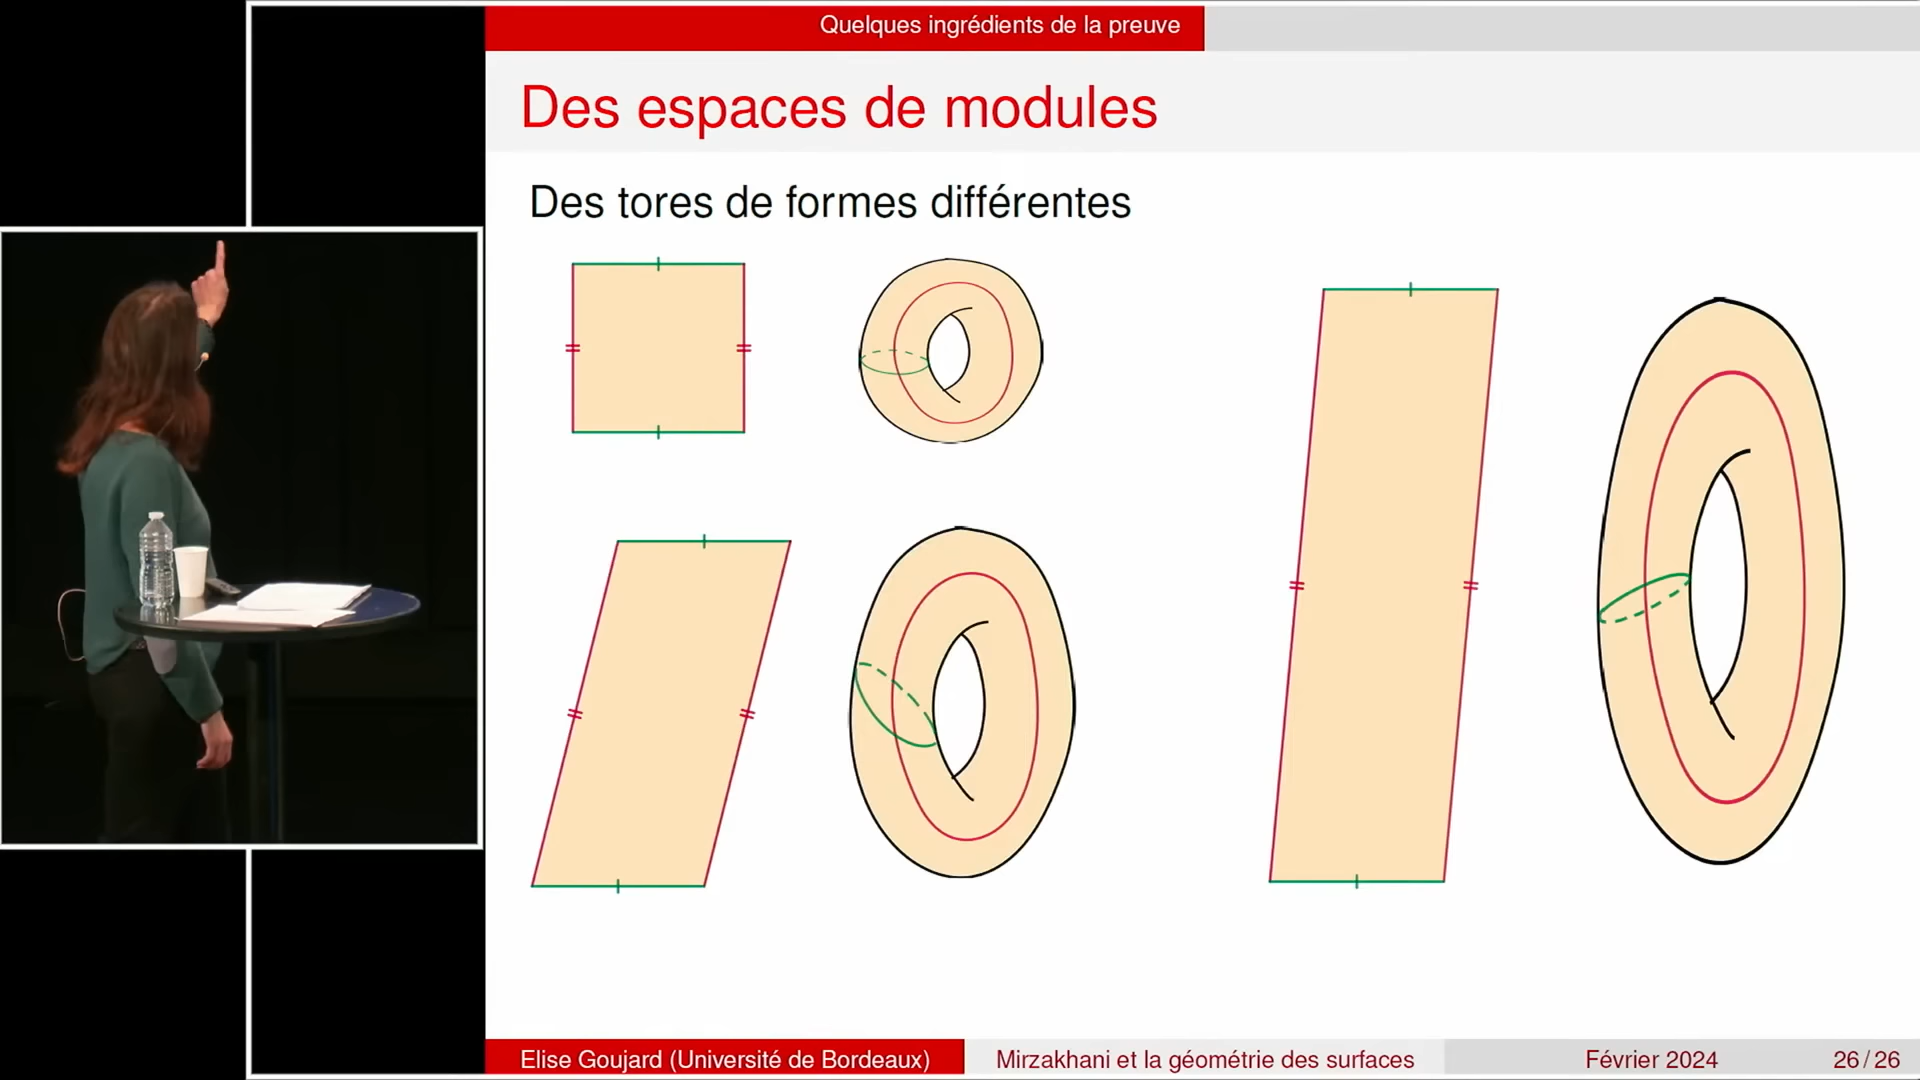 Quelques ingrédients de la preuve
Des espaces de modules
Des tores de formes différentes
Elise Goujard (Université de Bordeaux)
Mirzakhani et la géométrie des surfaces
Février 2024
26 / 26